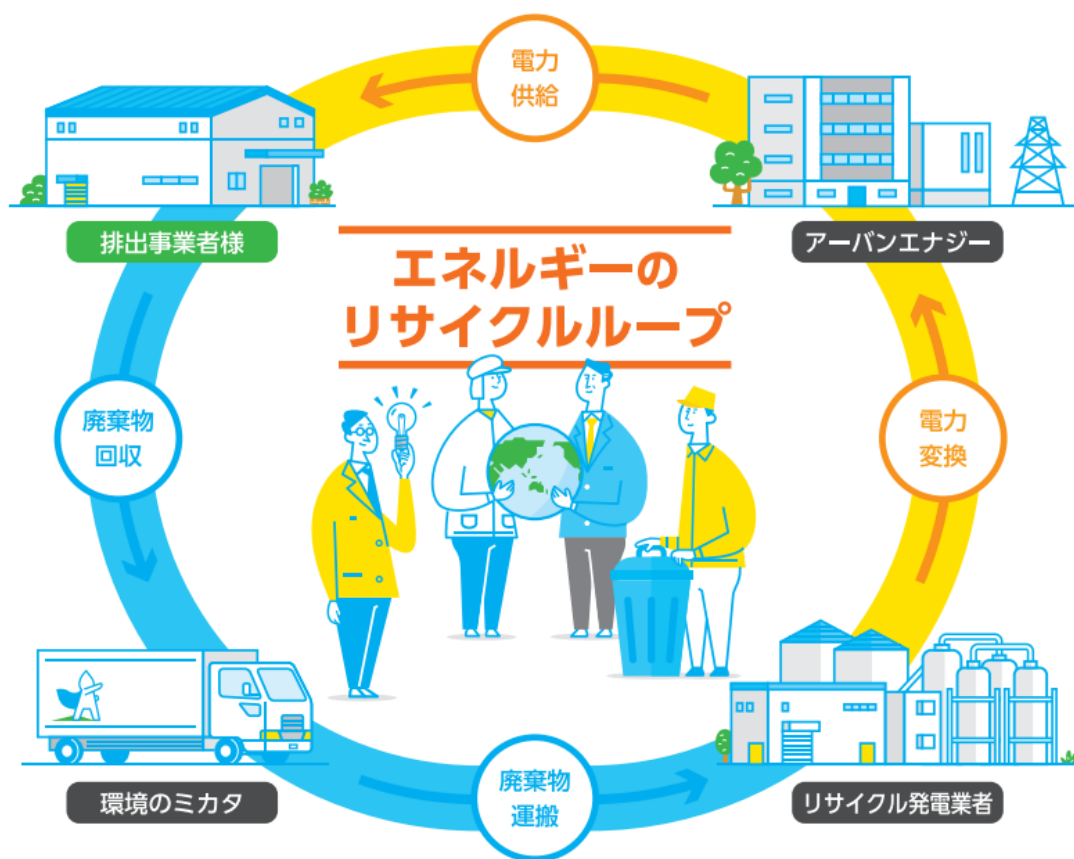 電力
供給
排出事業者様
アーバンエナジー
エネルギーの
リサイクルループ
廃棄物
回収
電力
変換
環境のミカタ
廃棄物
運搬
リサイクル発電業者